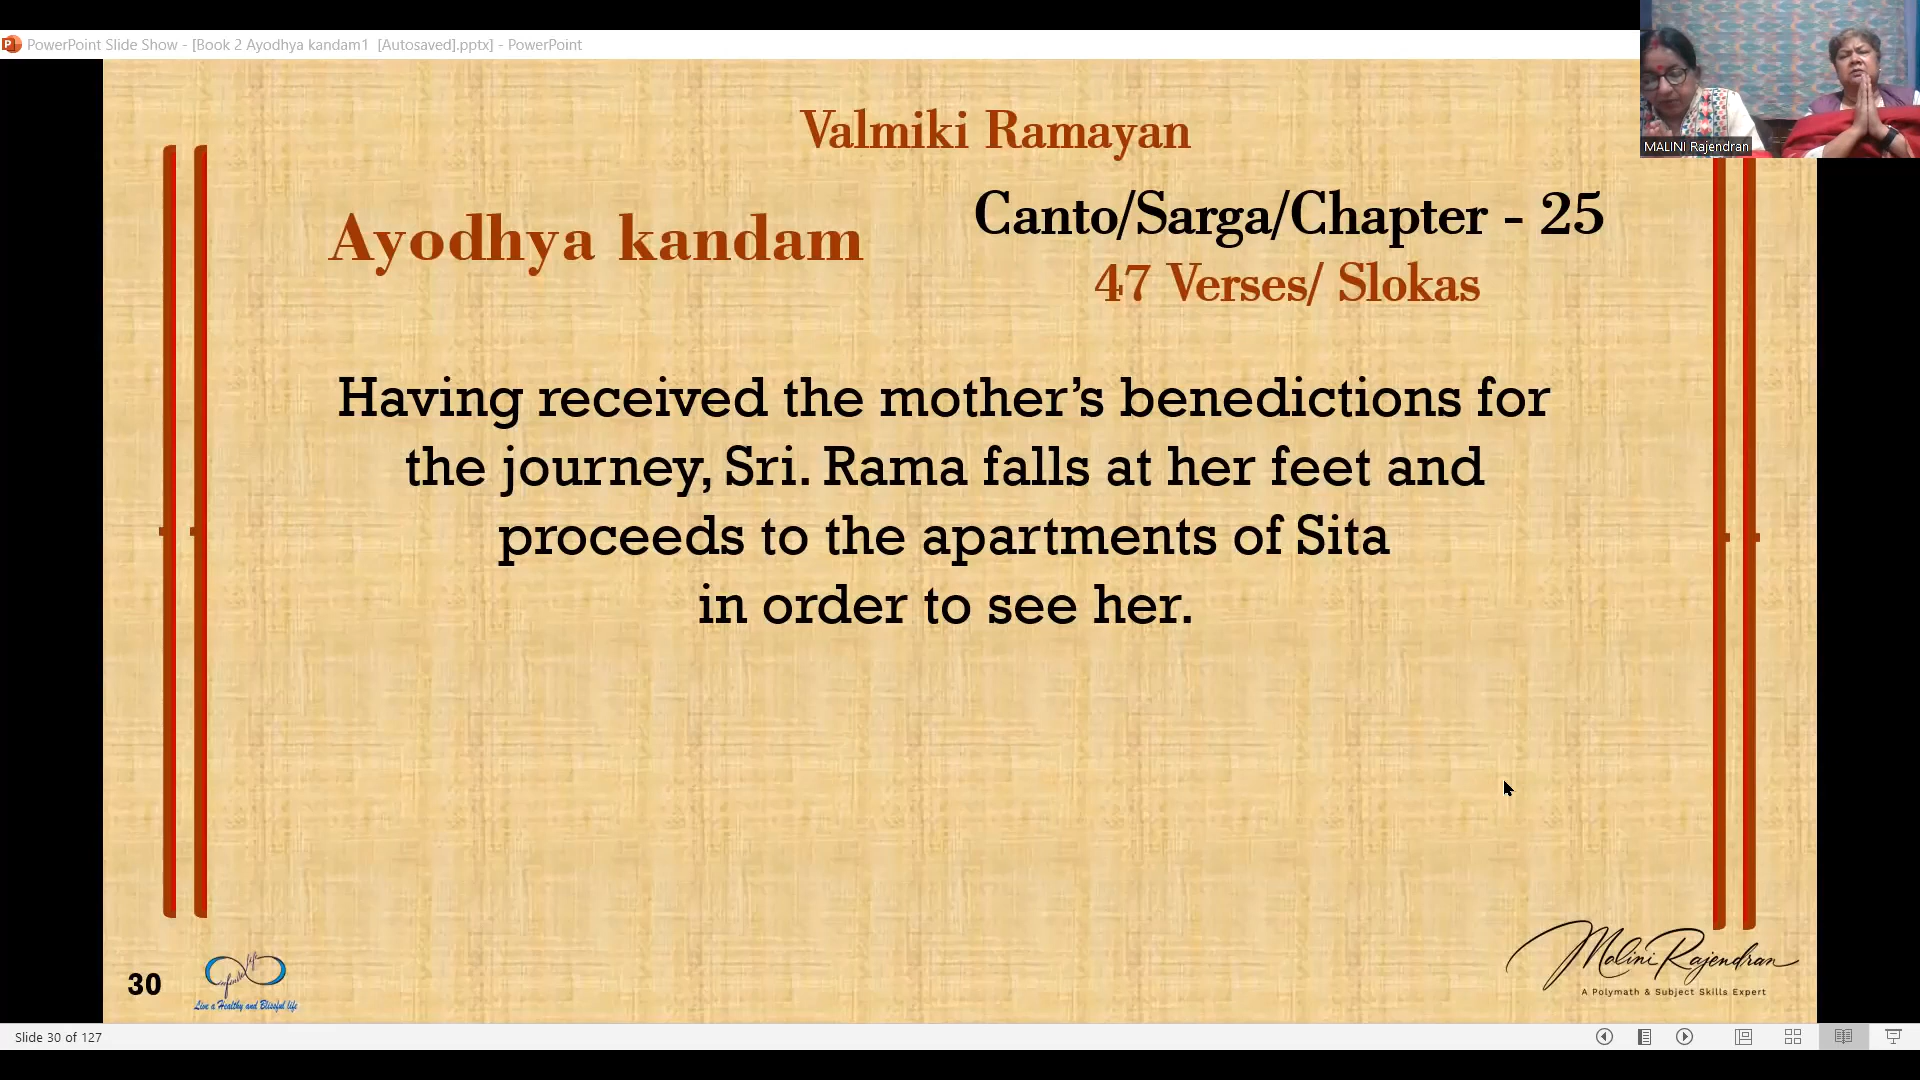 PowerPoint Slide Show - [Book 2 Ayodhya kandam1 [Autosaved].pptx] - PowerPoint
MALINI Rajendran
Valmiki Ramayan
Ayodhya kandam
Canto/Sarga/Chapter - 25
47 Verses/ Slokas
Having received the mother’s benedictions for
the journey, Sri. Rama falls at her feet and
proceeds to the apartments of Sita
in order to see her.
30
infinite life
Live a Healthy and Blissful life
Malini Rajendran
A Polymath & Subject Skills Expert
Slide 30 of 127